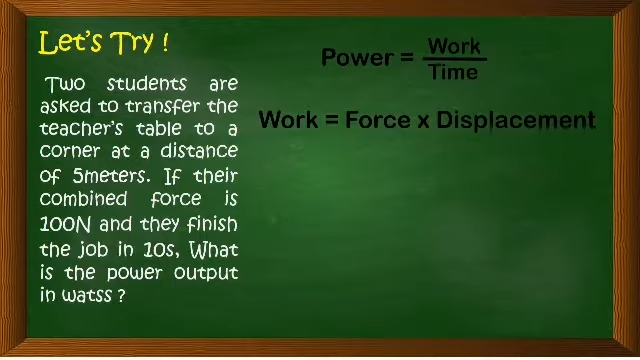 Let's Try !
Two students are
asked to transfer the
teacher's table to a
corner at a distance
of 5meters. If their
combined force is
100N and they finish
the job in 10s, What
is the power output
in watss ?
Power = Work
Time
Work = Force x Displacement